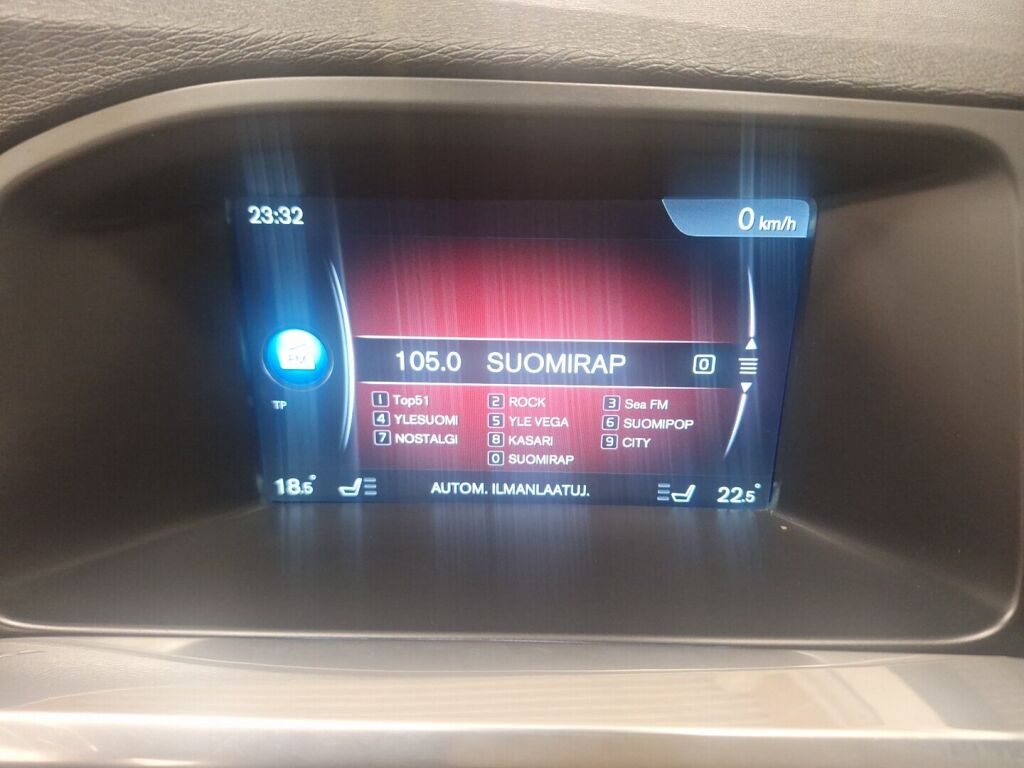 23:32
0 km/h
FM
105.0 SUOMIRAP 0
1 Top51 2 ROCK 3 Sea FM
4 YLESUOMI 5 YLE VEGA 6 SUOMIPOP
TP
7 NOSTALGI 8 KASARI 9 CITY
0 SUOMIRAP
18.5° AUTOM. ILMANLAATUJ. 22.5°